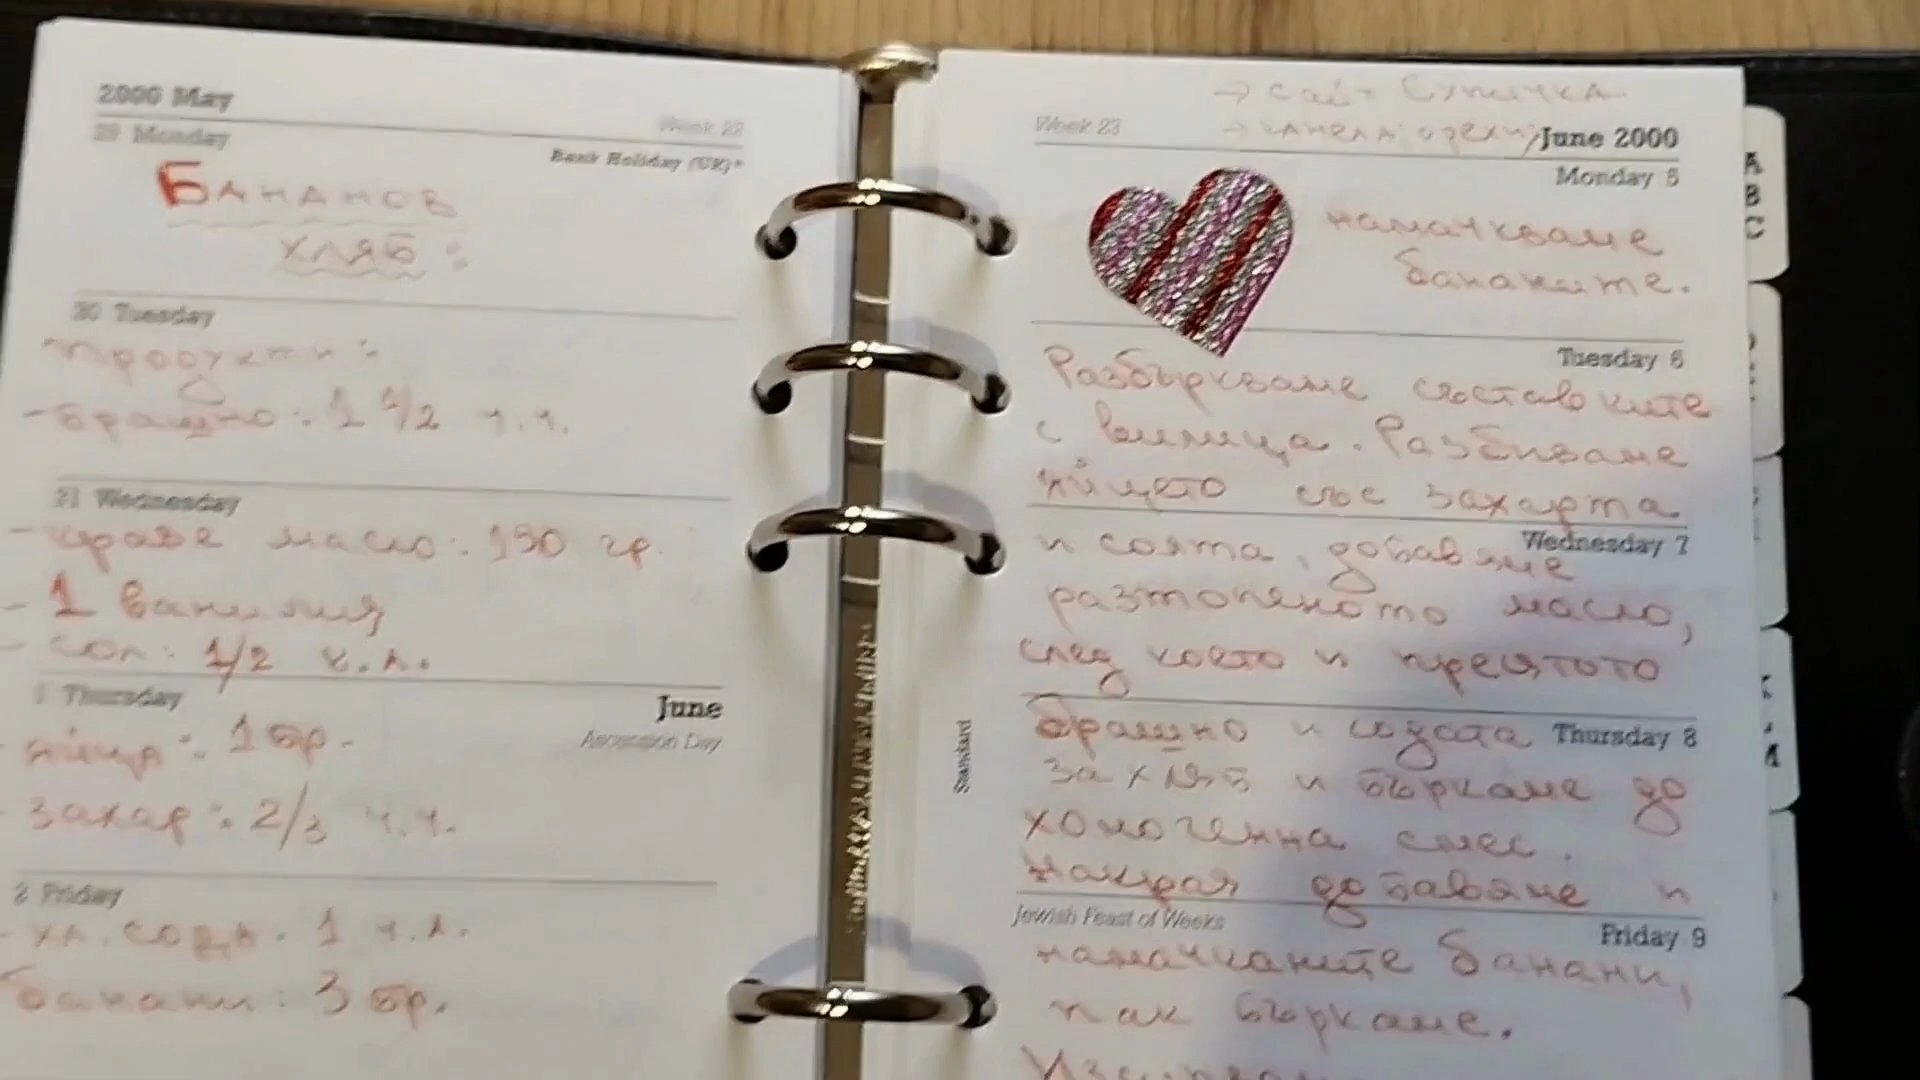 2000 May
Week 22
29 Monday
Bank Holiday (UK)*
Бананов
хляб:
30 Tuesday
Продукти:
- брашно: 1 1/2 ч.ч.
31 Wednesday
- краве масло: 150 гр.
- 1 ванилия
- сол: 1/2 ч.л.
1 Thursday
June
Ascension Day
- яйца: 1 бр.
- захар: 2/3 ч.ч.
2 Friday
- хл. сода: 1 ч.л.
банани: 3 бр.
→ сайт Супичка
Week 23
→ канела, орехи
June 2000
Monday 5
намачкваме
бананите.
Tuesday 6
Разбъркваме съставките
с вилица. Разбиваме
яйцето със захарта
Wednesday 7
и солта, добавяме
разтопеното масло,
след което и пресятото
брашно и содата
Thursday 8
за хляб и бъркаме до
хомогенна смес.
Накрая добавяме и
Jewish Feast of Weeks
Friday 9
намачканите банани,
пак бъркаме.
Standard
A
B
C